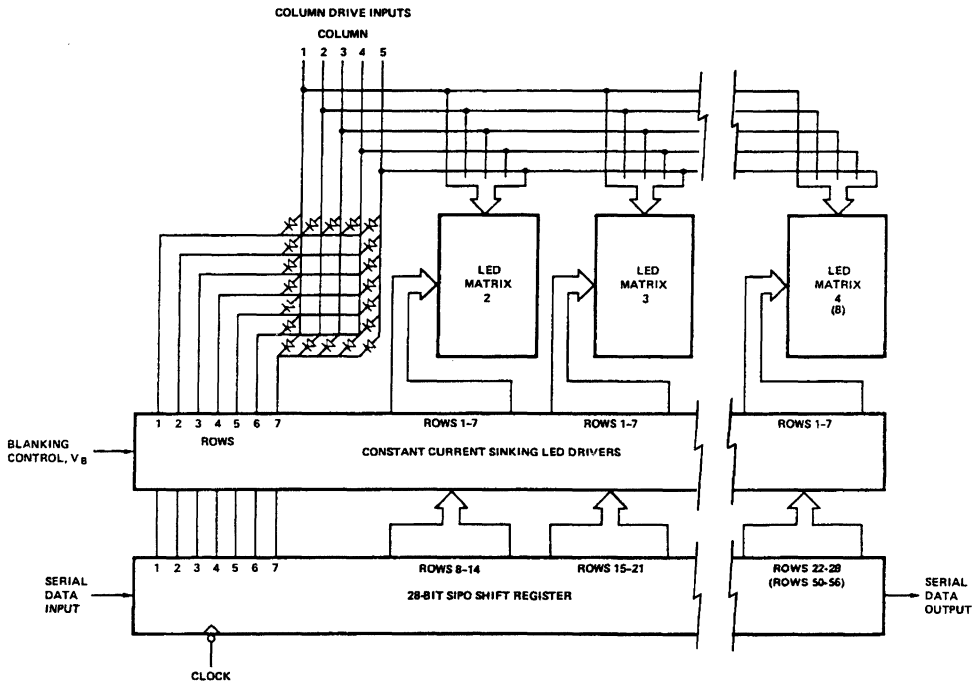 COLUMN DRIVE INPUTS
COLUMN
1 2 3 4 5
LED
MATRIX
2
LED
MATRIX
3
LED
MATRIX
4
(8)
1 2 3 4 5 6 7
ROWS
ROWS 1–7
ROWS 1–7
ROWS 1–7
BLANKING
CONTROL, VB
CONSTANT CURRENT SINKING LED DRIVERS
1 2 3 4 5 6 7
ROWS 8–14
ROWS 15–21
ROWS 22-28
(ROWS 50-56)
SERIAL
DATA
INPUT
28-BIT SIPO SHIFT REGISTER
SERIAL
DATA
OUTPUT
CLOCK